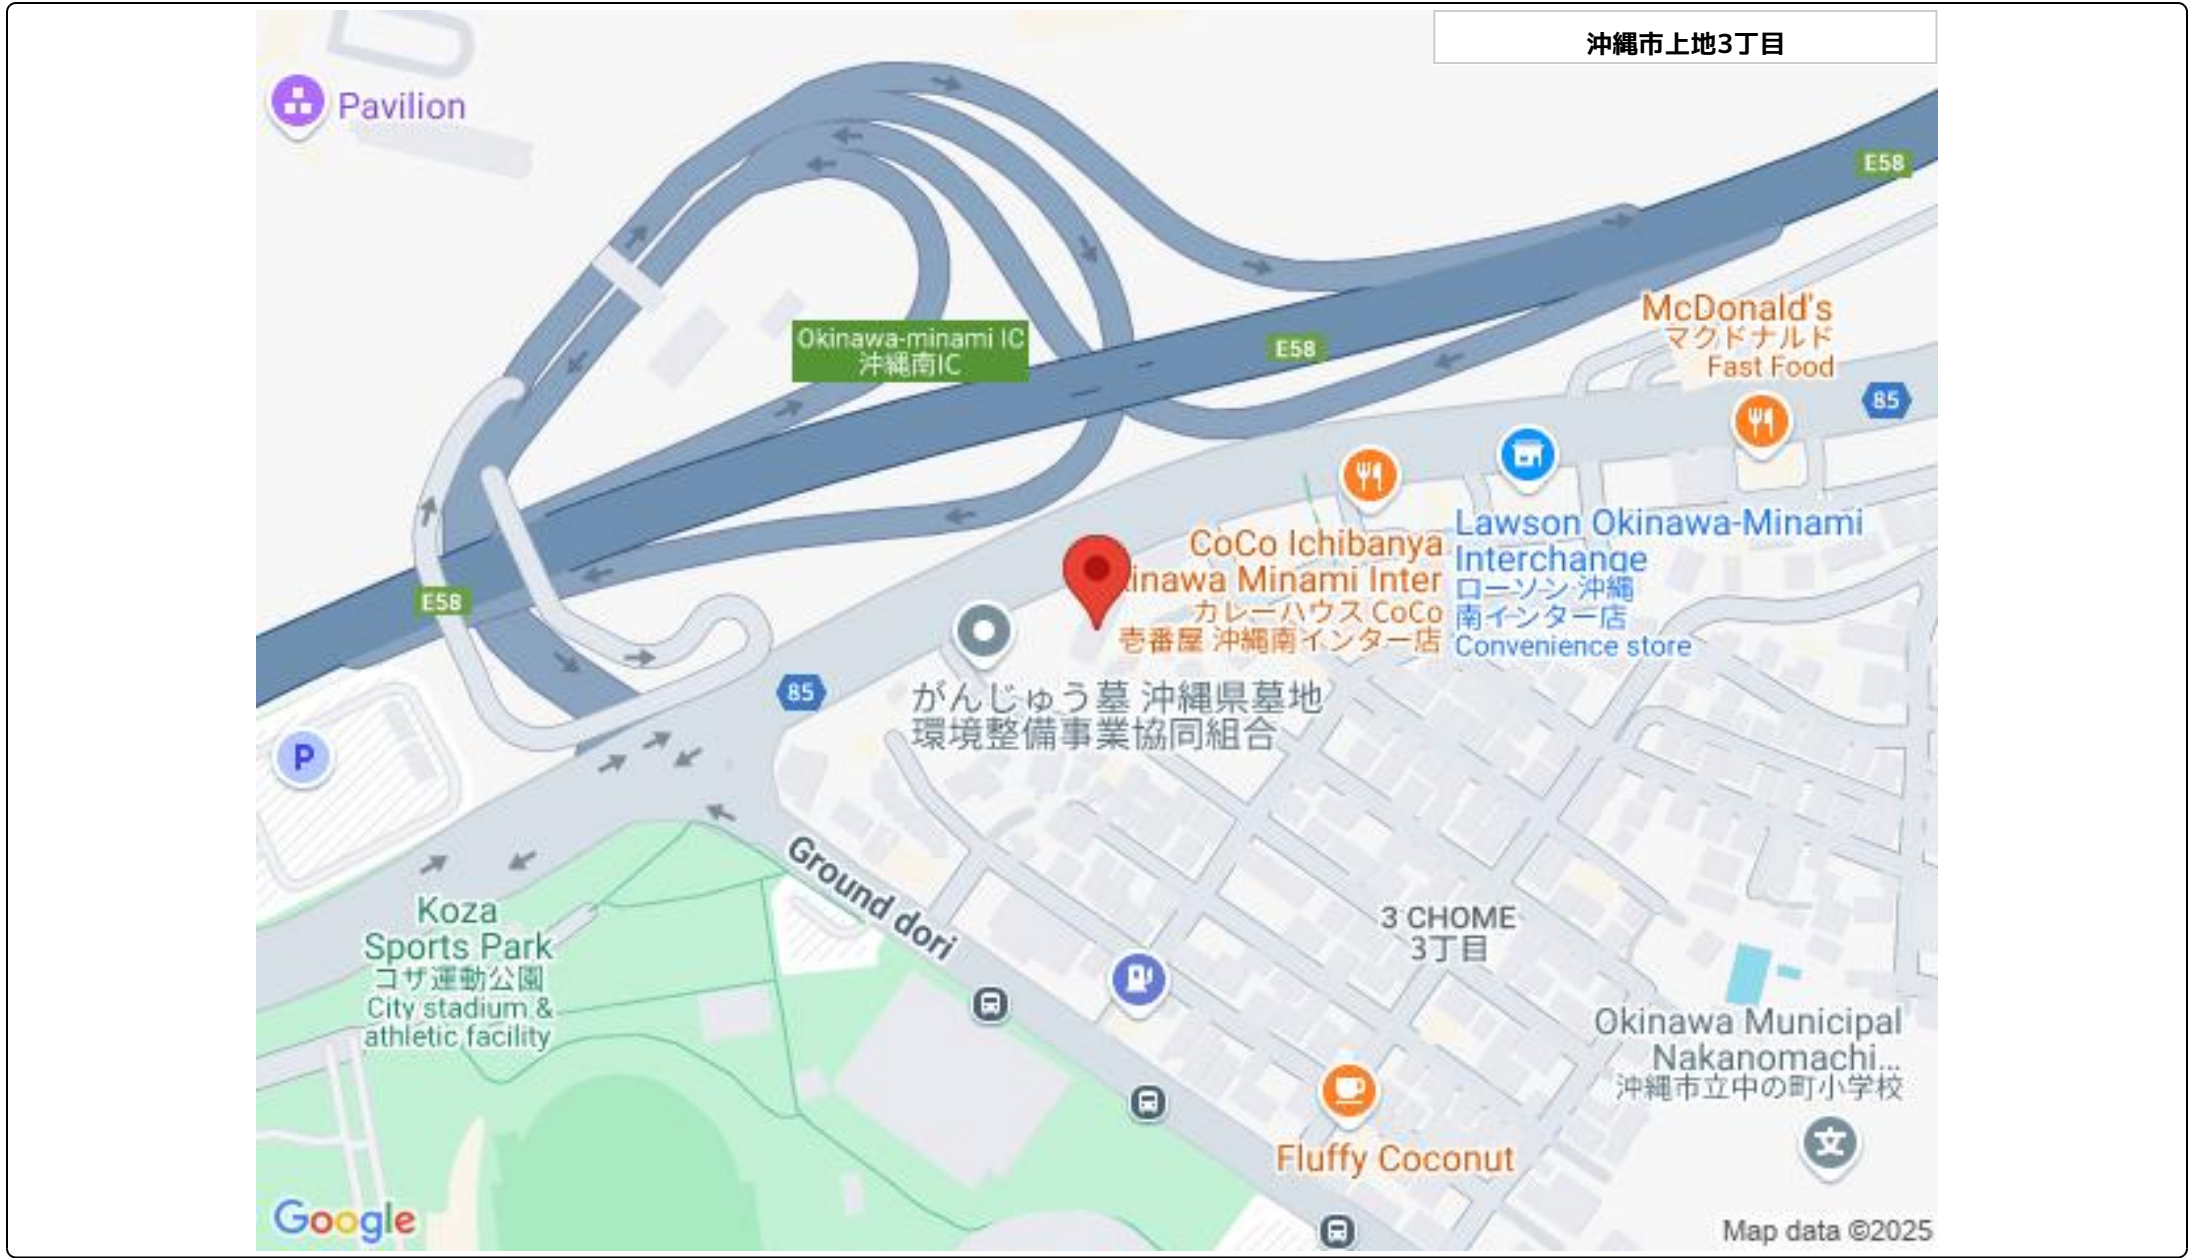 沖縄市上地3丁目
Pavilion
E58
Okinawa-minami IC
沖縄南IC
E58
McDonald's
マクドナルド
Fast Food
85
CoCo Ichibanya
inawa Minami Inter
カレーハウス CoCo
壱番屋 沖縄南インター店
Lawson Okinawa-Minami
Interchange
ローソン 沖縄
南インター店
Convenience store
E58
85
がんじゅう墓 沖縄県墓地
環境整備事業協同組合
P
Ground dori
Koza
Sports Park
コザ運動公園
City stadium &
athletic facility
3 CHOME
3丁目
Okinawa Municipal
Nakanomachi...
沖縄市立中の町小学校
文
Fluffy Coconut
Google
Map data ©2025